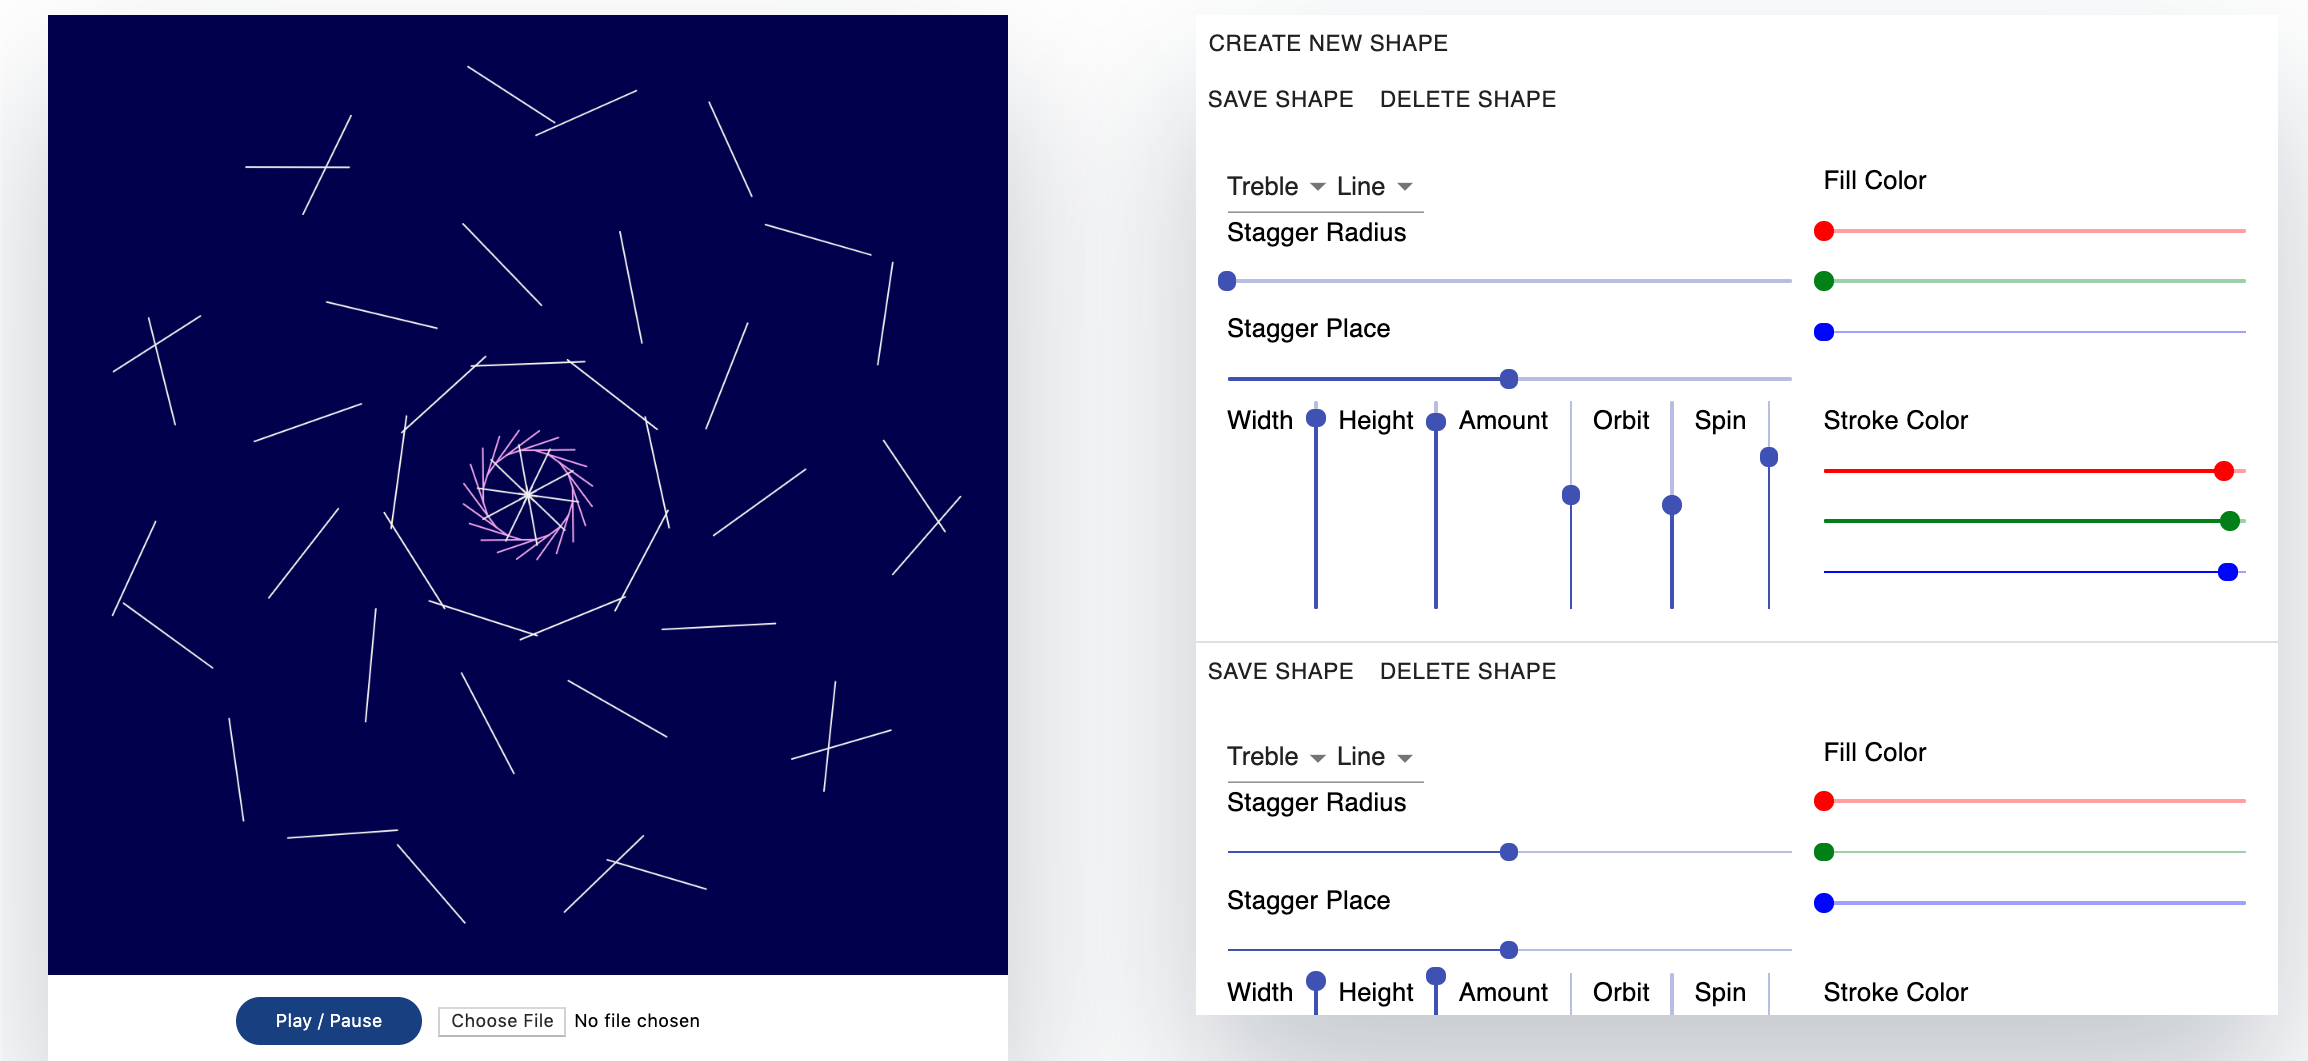 CREATE NEW SHAPE
SAVE SHAPE DELETE SHAPE
Treble Line
Fill Color
Stagger Radius
Stagger Place
Width Height Amount Orbit Spin
Stroke Color
SAVE SHAPE DELETE SHAPE
Treble Line
Fill Color
Stagger Radius
Stagger Place
Width Height Amount Orbit Spin
Stroke Color
Play / Pause Choose File No file chosen